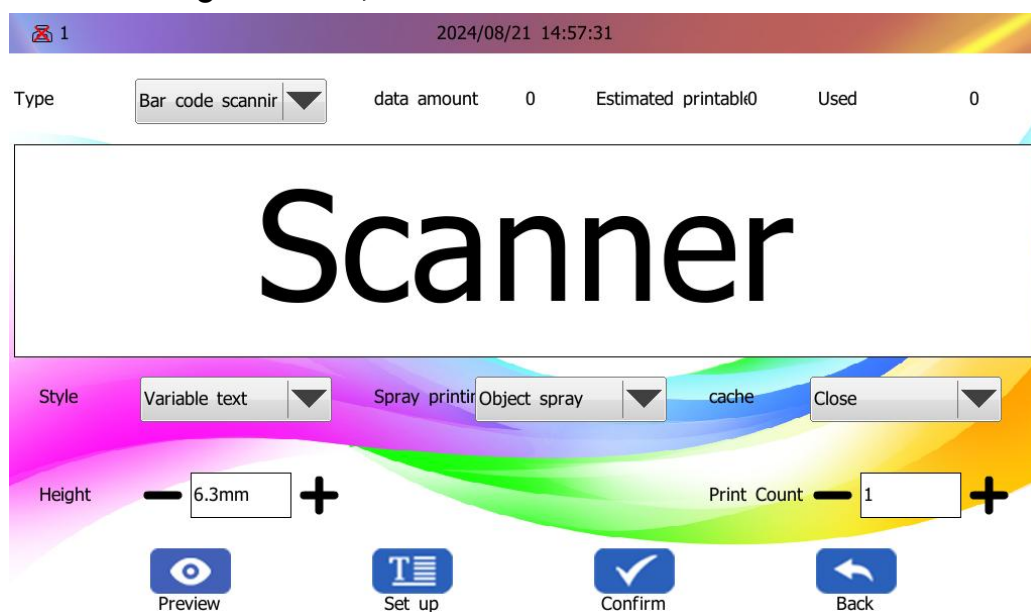 1 2024/08/21 14:57:31
Type Bar code scannir data amount 0 Estimated printable 0 Used 0
Scanner
Style Variable text Spray printin Object spray cache Close
Height 6.3mm Print Count 1
Preview Set up Confirm Back